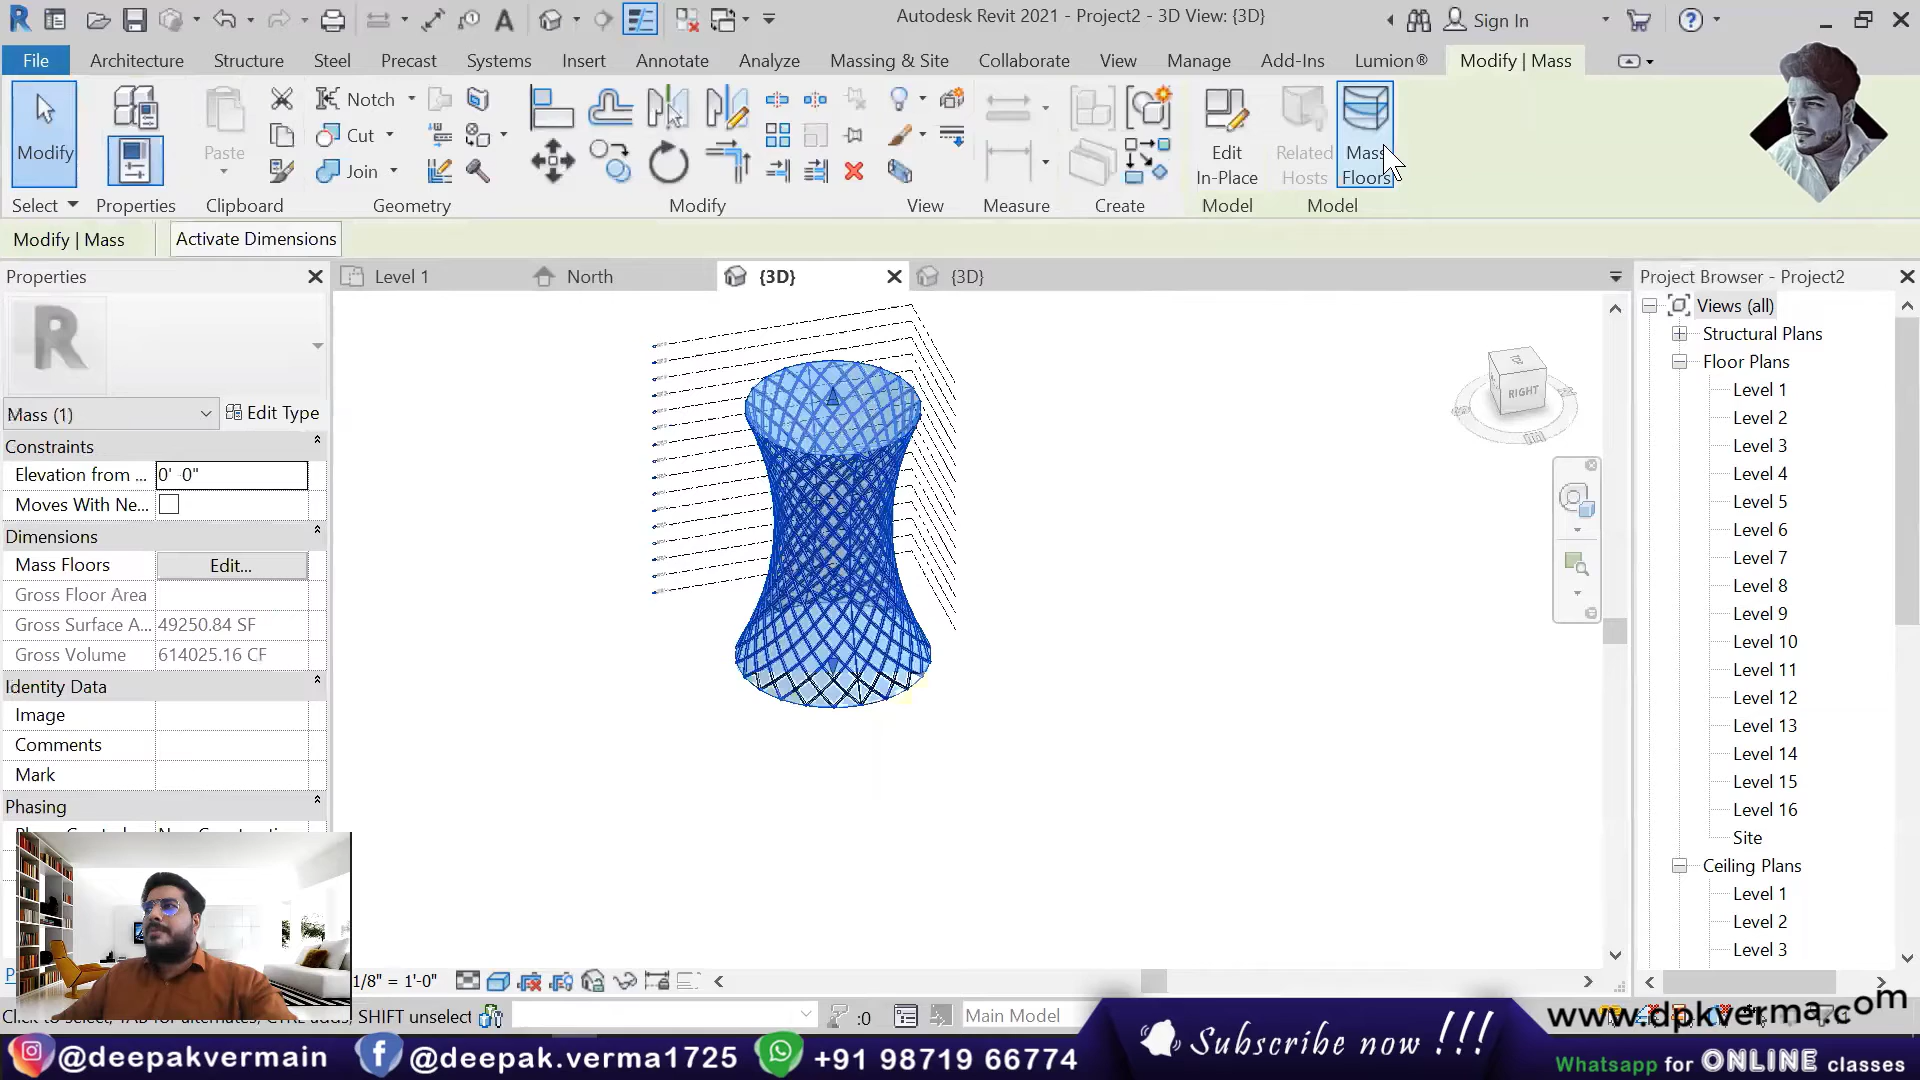 Autodesk Revit 2021 - Project2 - 3D View: {3D}
Sign In
File Architecture Structure Steel Precast Systems Insert Annotate Analyze Massing & Site Collaborate View Manage Add-Ins Lumion® Modify | Mass
Modify
Paste
Notch
Cut
Join
Edit In-Place
Related Hosts
Mass Floors
Select Properties Clipboard Geometry Modify View Measure Create Model Model
Modify | Mass Activate Dimensions
Properties
Level 1
North
{3D}
{3D}
Project Browser - Project2
Mass (1) Edit Type
Constraints
Elevation from ... 0' -0"
Moves With Ne...
Dimensions
Mass Floors Edit...
Gross Floor Area
Gross Surface A... 49250.84 SF
Gross Volume 614025.16 CF
Identity Data
Image
Comments
Mark
Phasing
RIGHT
Views (all)
Structural Plans
Floor Plans
Level 1
Level 2
Level 3
Level 4
Level 5
Level 6
Level 7
Level 8
Level 9
Level 10
Level 11
Level 12
Level 13
Level 14
Level 15
Level 16
Site
Ceiling Plans
Level 1
Level 2
Level 3
1/8" = 1'-0"
SHIFT unselect
:0
Main Model
www.dpkverma.com
@deepakvermain
@deepak.verma1725
+91 98719 66774
Subscribe now !!!
Whatsapp for ONLINE classes